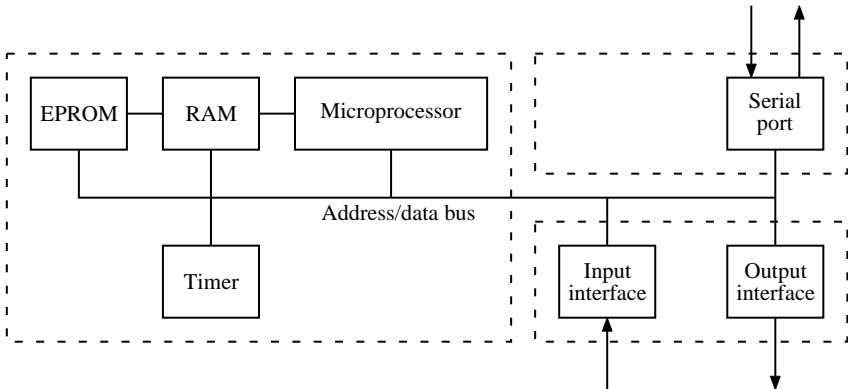 EPROM
RAM
Microprocessor
Serial
port
Address/data bus
Timer
Input
interface
Output
interface